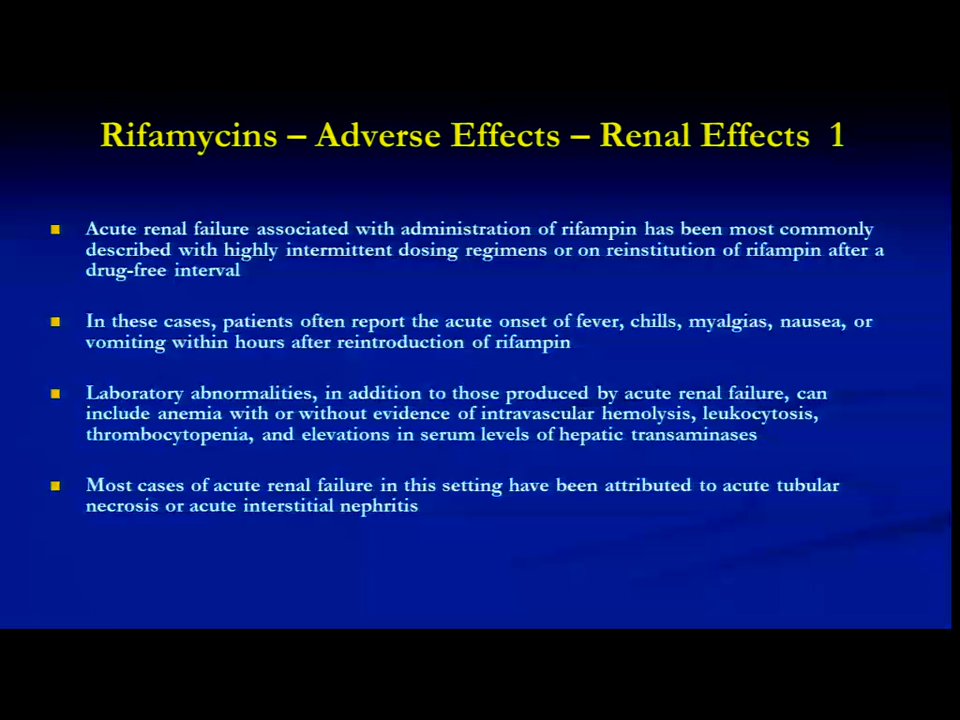 Rifamycins – Adverse Effects – Renal Effects 1
Acute renal failure associated with administration of rifampin has been most commonly
described with highly intermittent dosing regimens or on reinstitution of rifampin after a
drug-free interval
In these cases, patients often report the acute onset of fever, chills, myalgias, nausea, or
vomiting within hours after reintroduction of rifampin
Laboratory abnormalities, in addition to those produced by acute renal failure, can
include anemia with or without evidence of intravascular hemolysis, leukocytosis,
thrombocytopenia, and elevations in serum levels of hepatic transaminases
Most cases of acute renal failure in this setting have been attributed to acute tubular
necrosis or acute interstitial nephritis